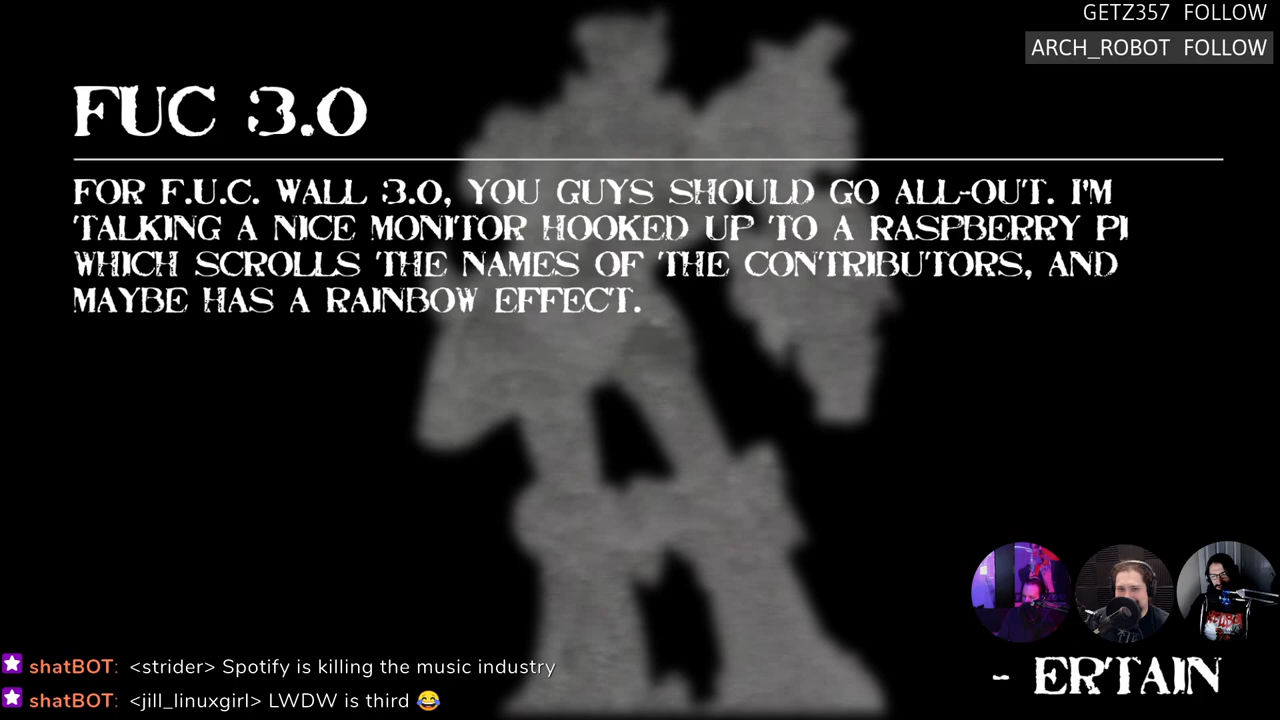 GETZ357 FOLLOW
ARCH_ROBOT FOLLOW
FUC 3.0
FOR F.U.C. WALL 3.0, YOU GUYS SHOULD GO ALL-OUT. I'M
TALKING A NICE MONITOR HOOKED UP TO A RASPBERRY PI
WHICH SCROLLS THE NAMES OF THE CONTRIBUTORS, AND
MAYBE HAS A RAINBOW EFFECT.
shatBOT: <strider> Spotify is killing the music industry
shatBOT: <jill_linuxgirl> LWDW is third 😂
- ERTAIN